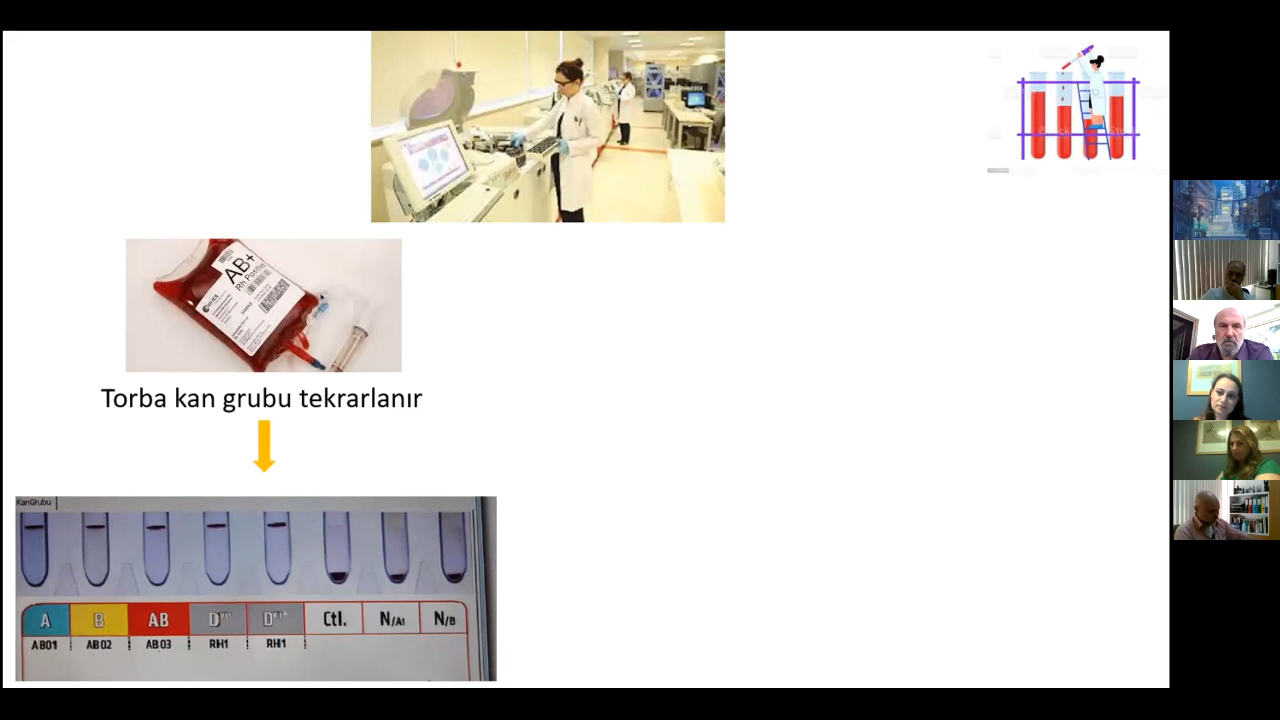 AB+
Rh Positive
Torba kan grubu tekrarlanır
KanGrubu
A B AB D D Ctl. N/A1 N/B
AB01 AB02 AB03 RH1 RH1